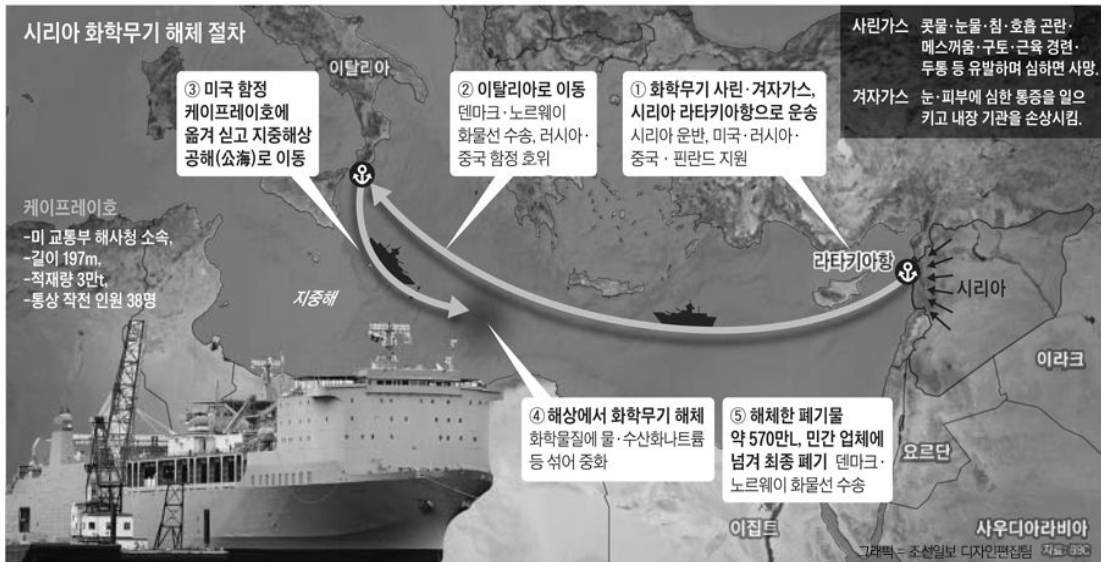 시리아 화학무기 해체 절차
사린가스 콧물·눈물·침·호흡 곤란·
메스꺼움·구토·근육 경련·
두통 등 유발하며 심하면 사망.
겨자가스 눈·피부에 심한 통증을 일으
키고 내장 기관을 손상시킴.
이탈리아
③ 미국 함정
케이프레이호에
옮겨 싣고 지중해상
공해(公海)로 이동
② 이탈리아로 이동
덴마크·노르웨이
화물선 수송, 러시아·
중국 함정 호위
① 화학무기 사린·겨자가스,
시리아 라타키아항으로 운송
시리아 운반, 미국·러시아·
중국·핀란드 지원
케이프레이호
-미 교통부 해사청 소속,
-길이 197m,
-적재량 3만t,
-통상 작전 인원 38명
지중해
라타키아항
시리아
이라크
④ 해상에서 화학무기 해체
화학물질에 물·수산화나트륨
등 섞어 중화
⑤ 해체한 폐기물
약 570만L, 민간 업체에
넘겨 최종 폐기 덴마크·
노르웨이 화물선 수송
요르단
이집트
사우디아라비아
그래픽 = 조선일보 디자인편집팀 자료: BBC